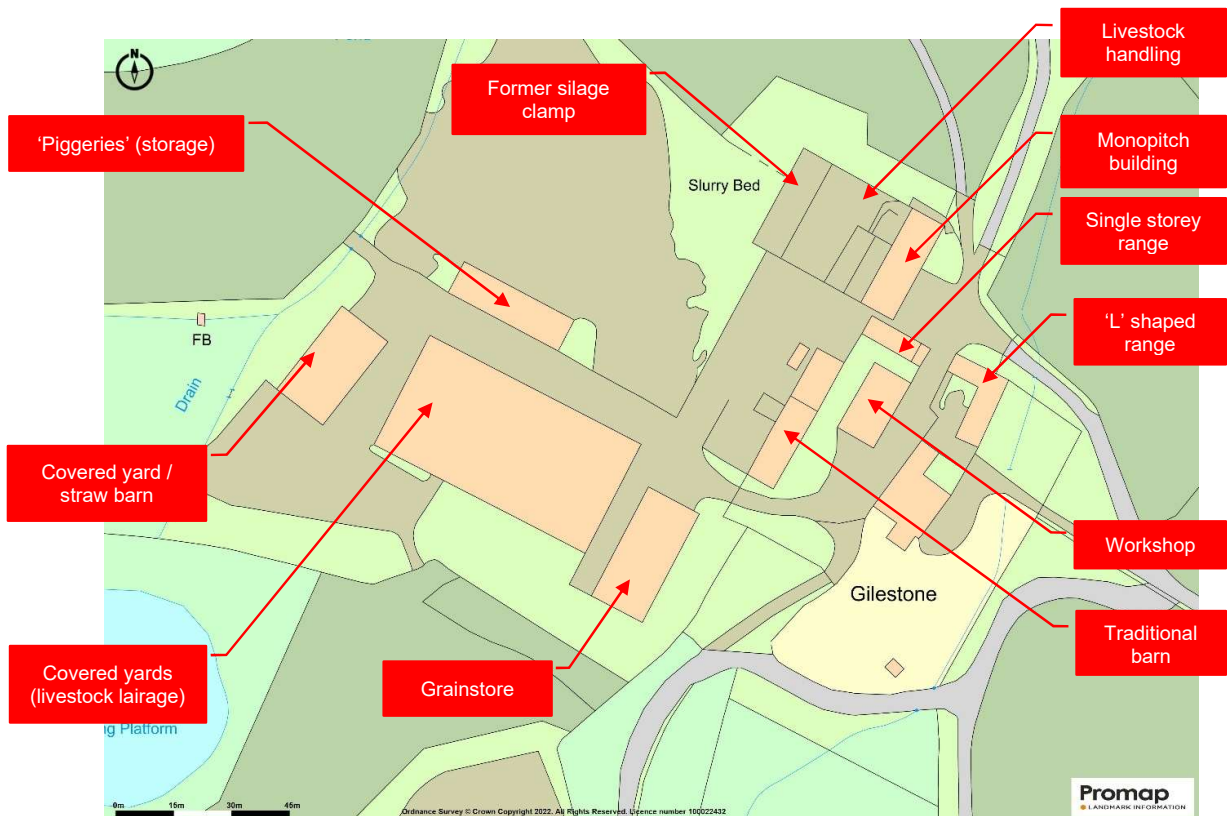 Livestock
handling
Former silage
clamp
N
'Piggeries' (storage)
Monopitch
building
Slurry Bed
Single storey
range
'L' shaped
range
FB
Drain
Covered yard /
straw barn
Workshop
Gilestone
Traditional
barn
Covered yards
(livestock lairage)
Grainstore
ng Platform
0m 15m 30m 45m
Ordnance Survey © Crown Copyright 2022. All Rights Reserved. Licence number 100022432
Promap
LANDMARK INFORMATION